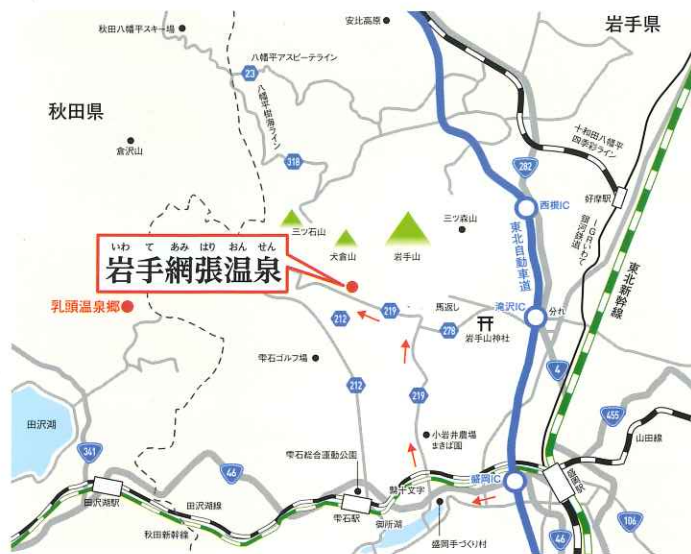 岩手県
秋田八幡平スキー場
安比高原
八幡平アスピーテライン
23
八幡平樹海ライン
秋田県
倉沢山
318
十和田八幡平
四季彩ライン
282
好摩駅
西根IC
三ツ森山
三ツ石山
犬倉山
岩手山
IGRいわて
銀河鉄道
東北自動車道
東北新幹線
いわてあみはりおんせん
岩手網張温泉
乳頭温泉郷
馬返し
滝沢IC
分れ
212
219
278
岩手山神社
雫石ゴルフ場
4
212
219
455
田沢湖
小岩井農場
まきば園
山田線
341
46
雫石総合運動公園
盛岡IC
盛岡駅
田沢湖駅
田沢湖線
雫石駅
秋田新幹線
御所湖
盛岡手づくり村
46
106